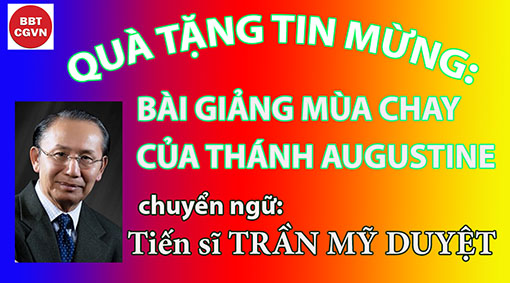 BBT
CGVN
QUÀ TẶNG TIN MỪNG:
BÀI GIẢNG MÙA CHAY
CỦA THÁNH AUGUSTINE
chuyển ngữ:
Tiến sĩ TRẦN MỸ DUYỆT